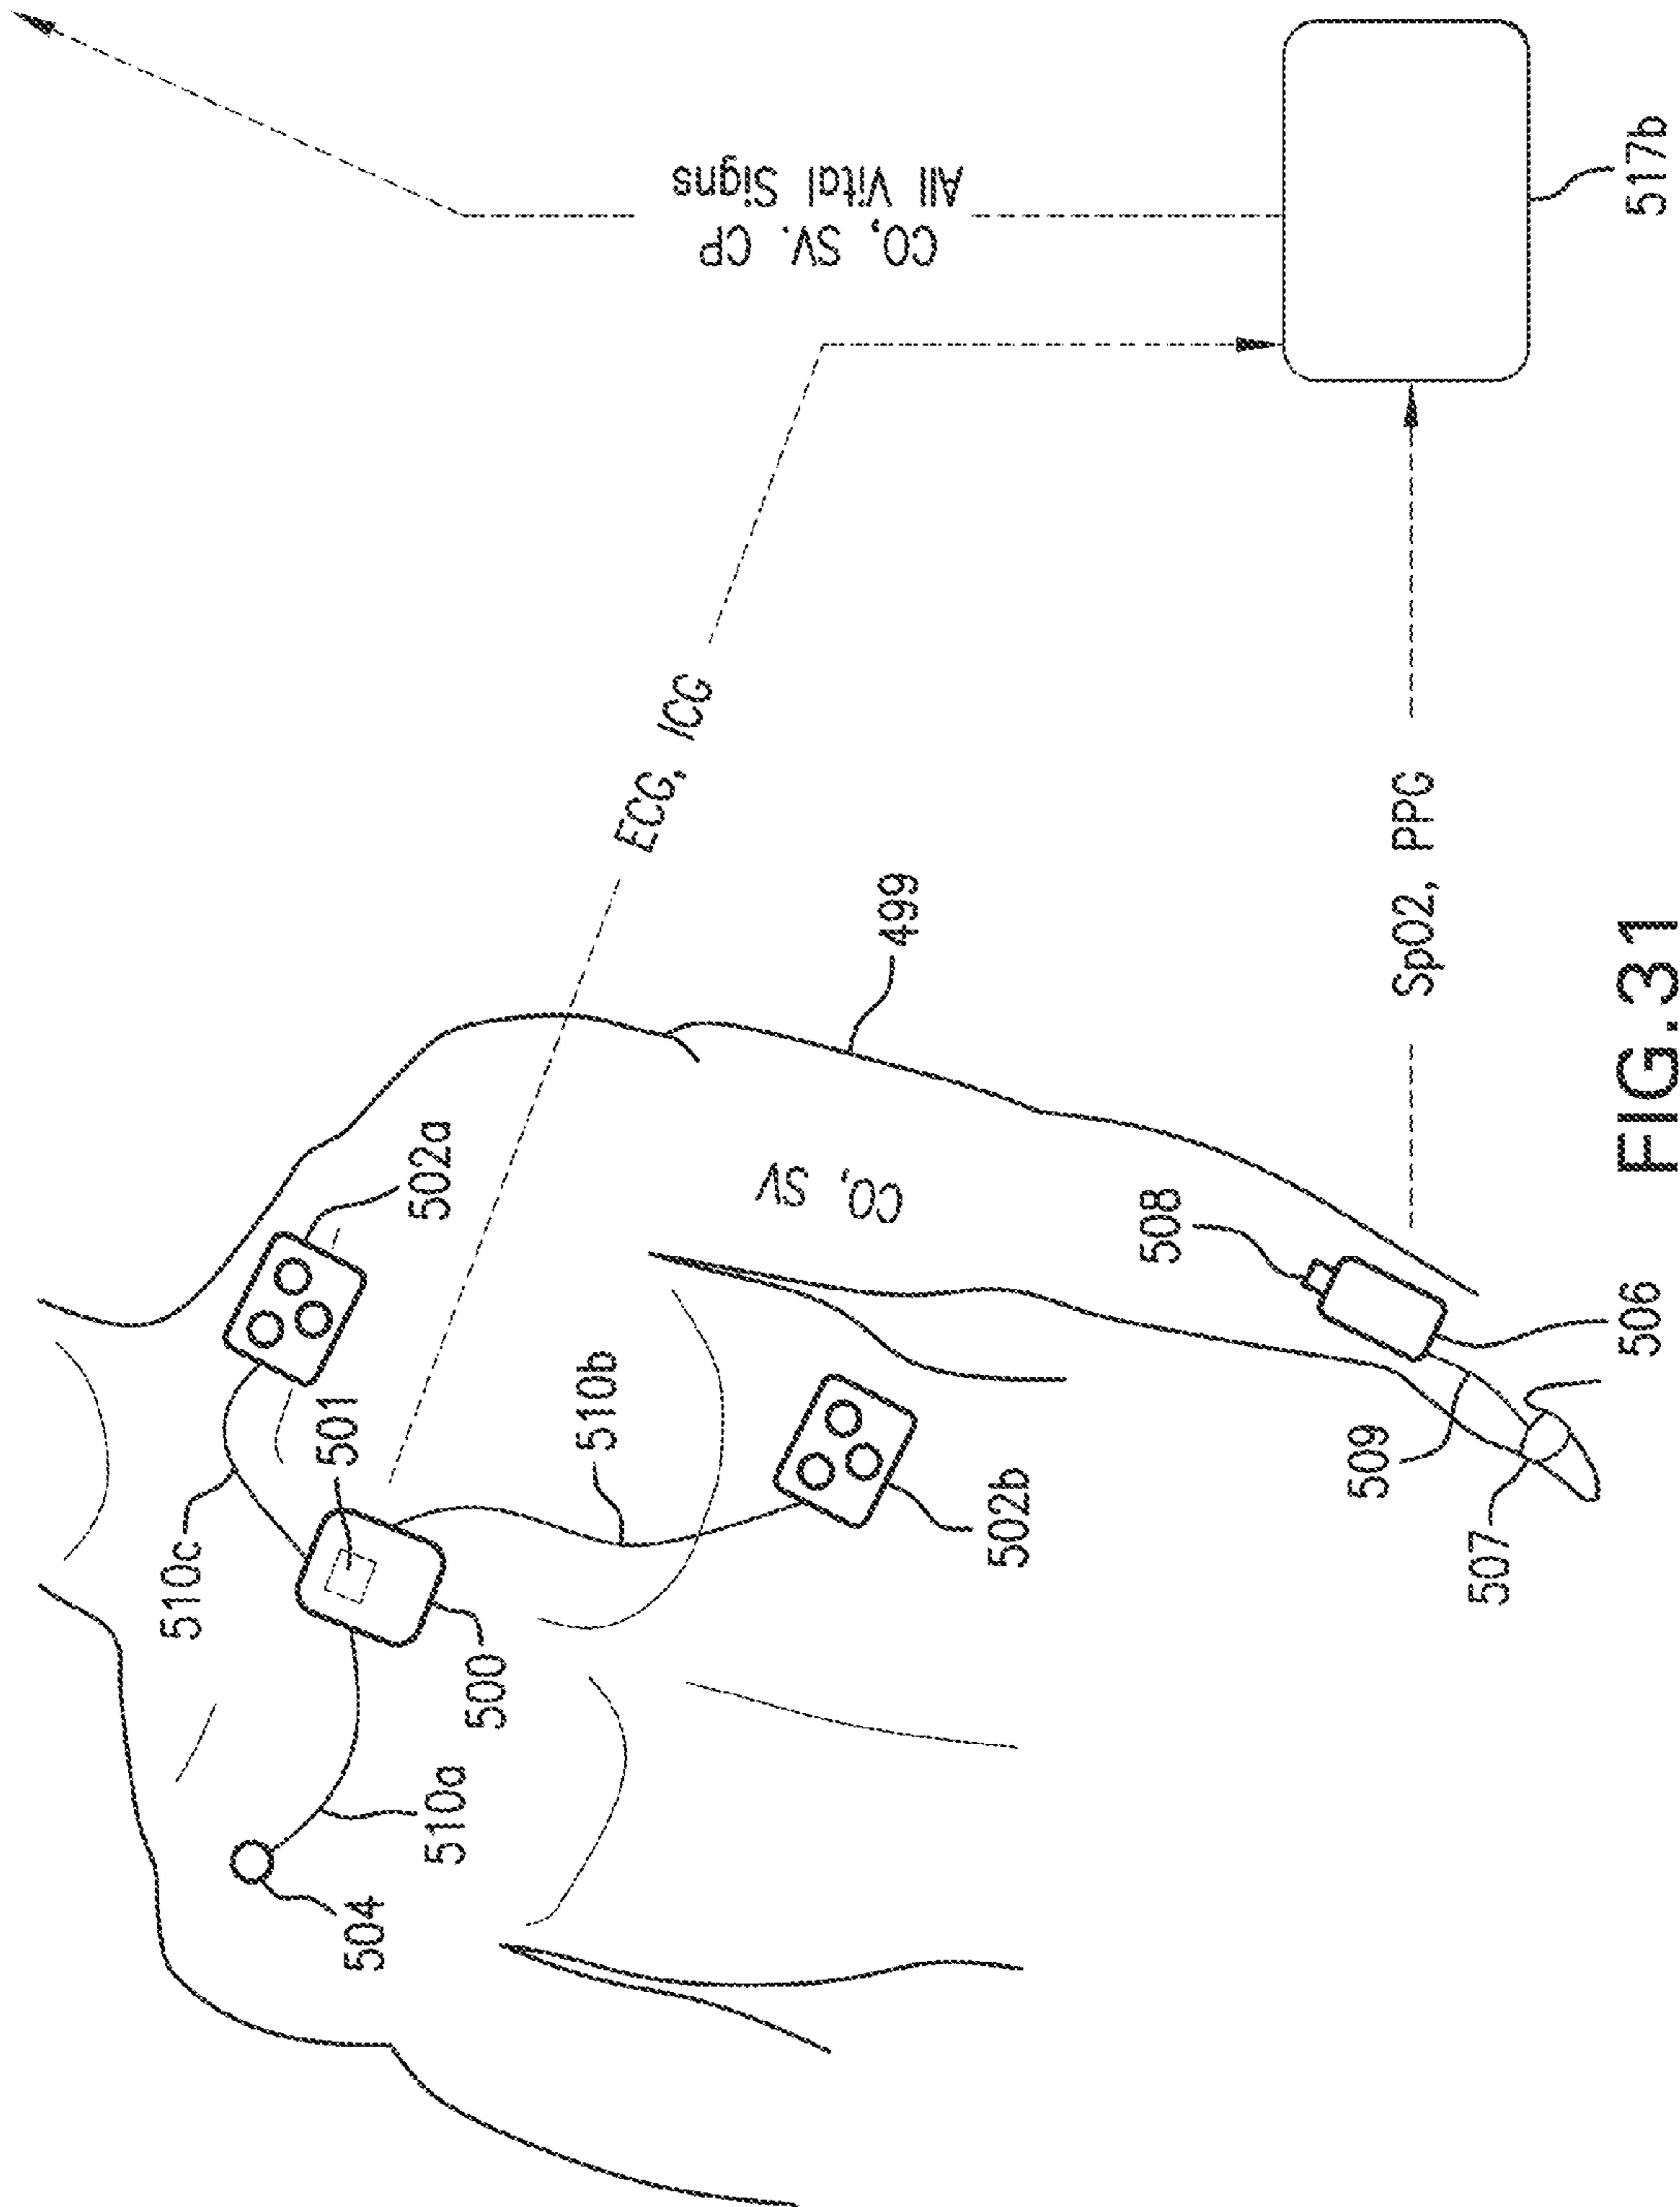 CO, SV. CP
All Vital Signs
ECG, ICG
499
502a
CO, SV
SpO2, PPG
517b
510c
501
510b
508
506
502b
509
507
500
510a
504
FIG.31